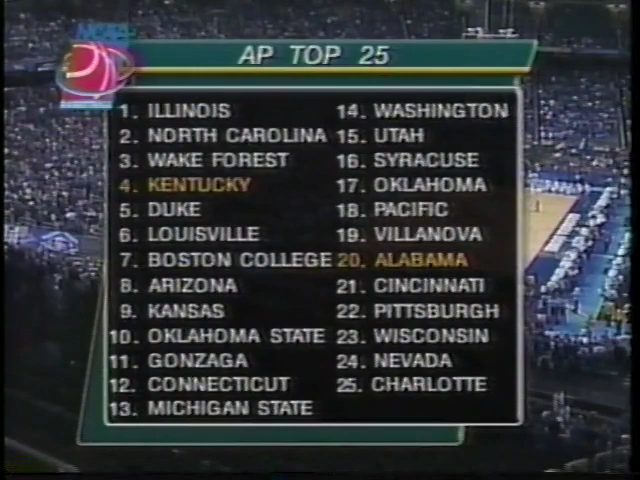 NCAA
AP TOP 25
1. ILLINOIS
2. NORTH CAROLINA
3. WAKE FOREST
4. KENTUCKY
5. DUKE
6. LOUISVILLE
7. BOSTON COLLEGE
8. ARIZONA
9. KANSAS
10. OKLAHOMA STATE
11. GONZAGA
12. CONNECTICUT
13. MICHIGAN STATE
14. WASHINGTON
15. UTAH
16. SYRACUSE
17. OKLAHOMA
18. PACIFIC
19. VILLANOVA
20. ALABAMA
21. CINCINNATI
22. PITTSBURGH
23. WISCONSIN
24. NEVADA
25. CHARLOTTE